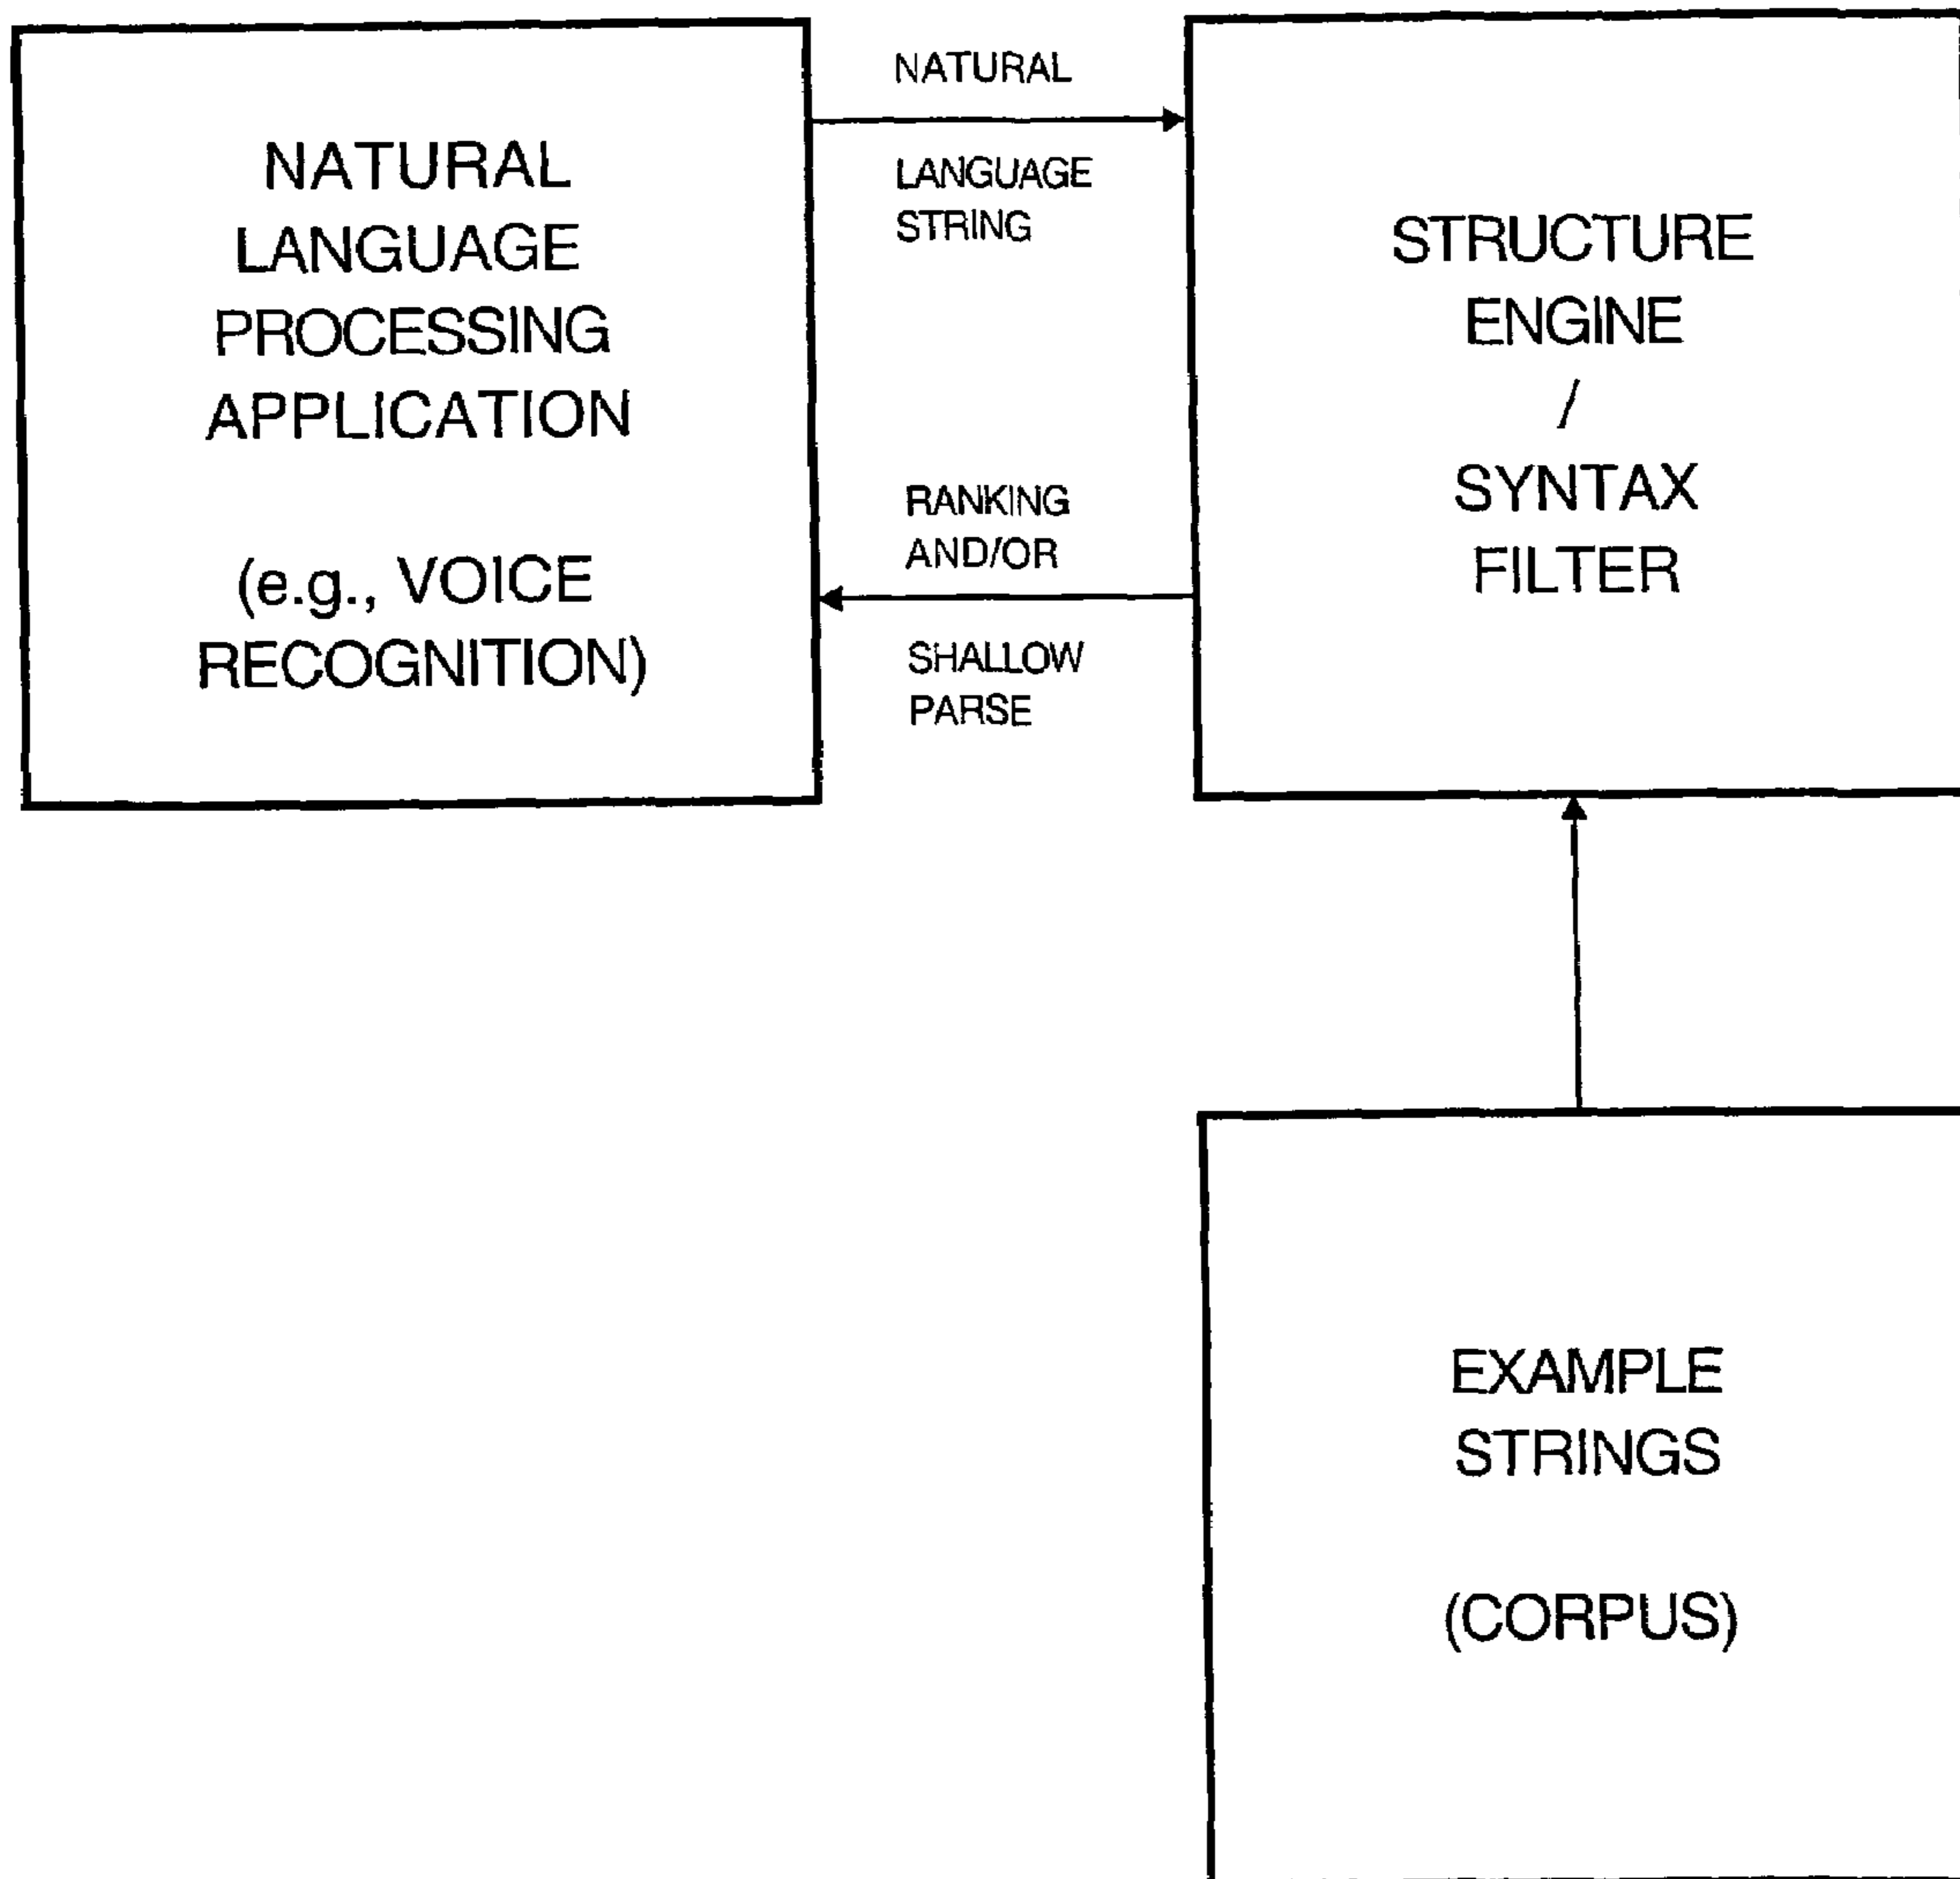 NATURAL
LANGUAGE
PROCESSING
APPLICATION
(e.g., VOICE
RECOGNITION)
NATURAL
LANGUAGE
STRING
RANKING
AND/OR
SHALLOW
PARSE
STRUCTURE
ENGINE
/
SYNTAX
FILTER
EXAMPLE
STRINGS
(CORPUS)